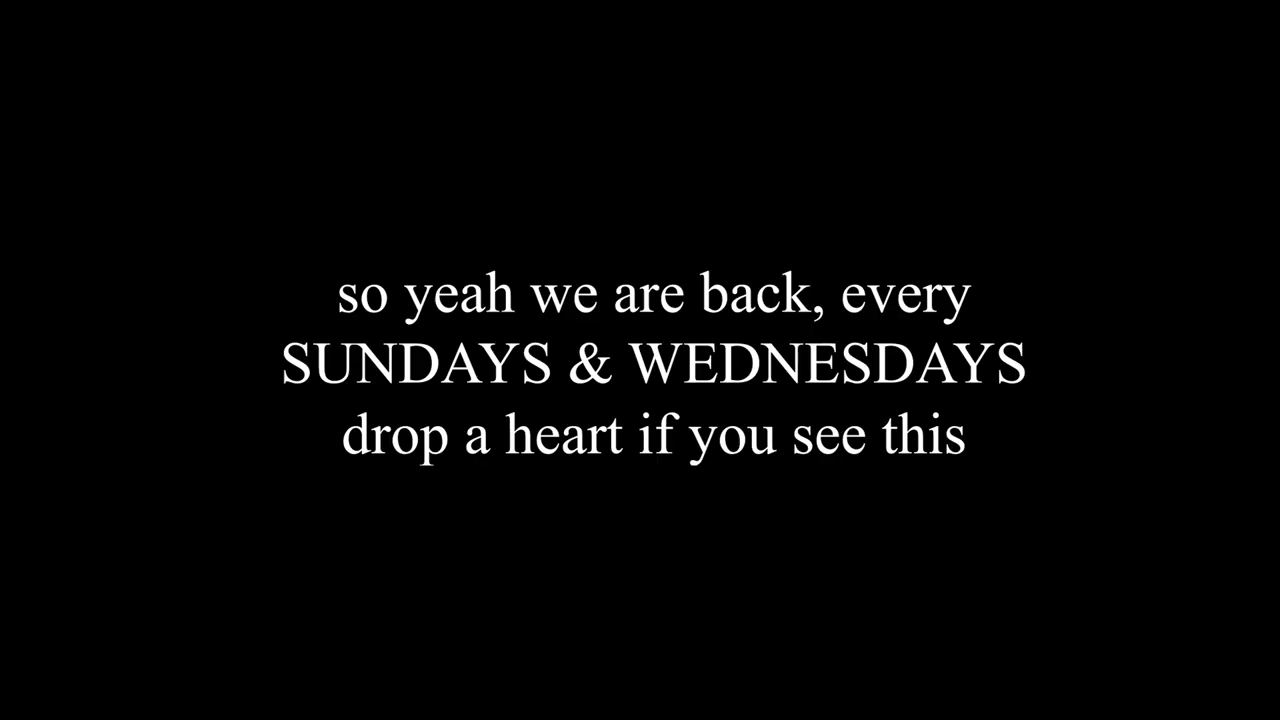 so yeah we are back, every
SUNDAYS & WEDNESDAYS
drop a heart if you see this